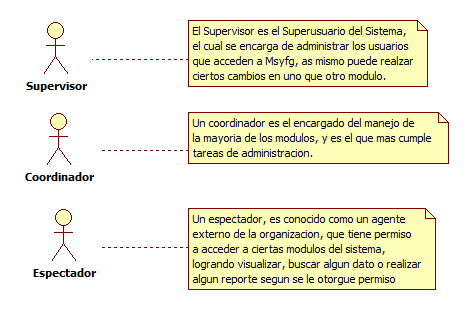 El Supervisor es el Superusuario del Sistema,
el cual se encarga de administrar los usuarios
que acceden a Msyfg, as mismo puede realzar
ciertos cambios en uno que otro modulo.
Supervisor
Un coordinador es el encargado del manejo de
la mayoria de los modulos, y es el que mas cumple
tareas de administracion.
Coordinador
Un espectador, es conocido como un agente
externo de la organizacion, que tiene permiso
a acceder a ciertas modulos del sistema,
logrando visualizar, buscar algun dato o realizar
algun reporte segun se le otorgue permiso
Espectador